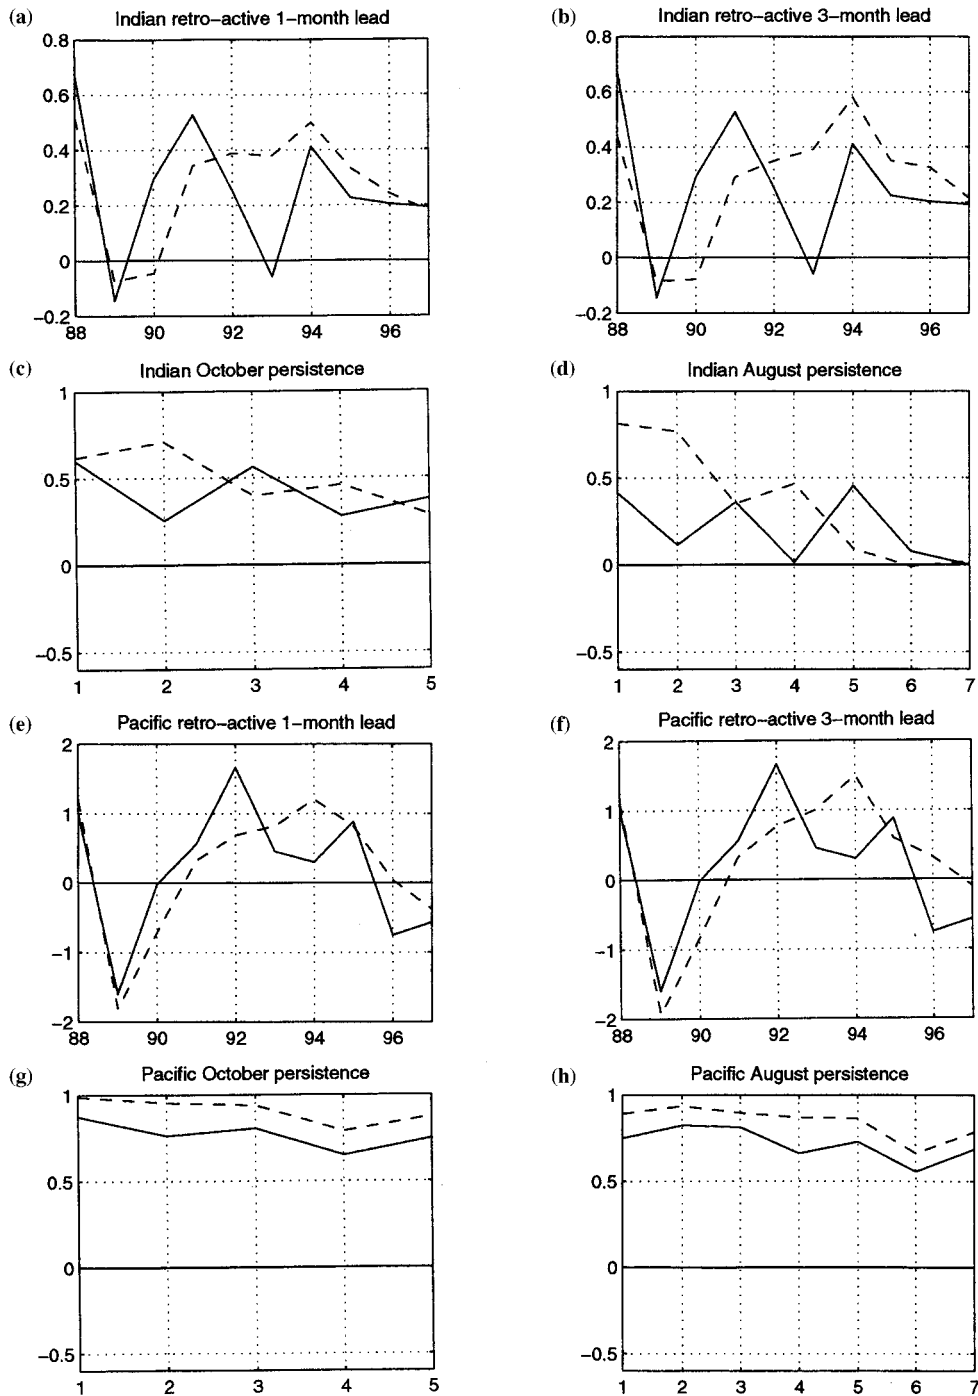 (a) Indian retro-active 1-month lead
0.8
0.6
0.4
0.2
0
-0.2
88 90 92 94 96
(b) Indian retro-active 3-month lead
0.8
0.6
0.4
0.2
0
-0.2
88 90 92 94 96
(c) Indian October persistence
1
0.5
0
-0.5
1 2 3 4 5
(d) Indian August persistence
1
0.5
0
-0.5
1 2 3 4 5 6 7
(e) Pacific retro-active 1-month lead
2
1
0
-1
-2
88 90 92 94 96
(f) Pacific retro-active 3-month lead
2
1
0
-1
-2
88 90 92 94 96
(g) Pacific October persistence
1
0.5
0
-0.5
1 2 3 4 5
(h) Pacific August persistence
1
0.5
0
-0.5
1 2 3 4 5 6 7